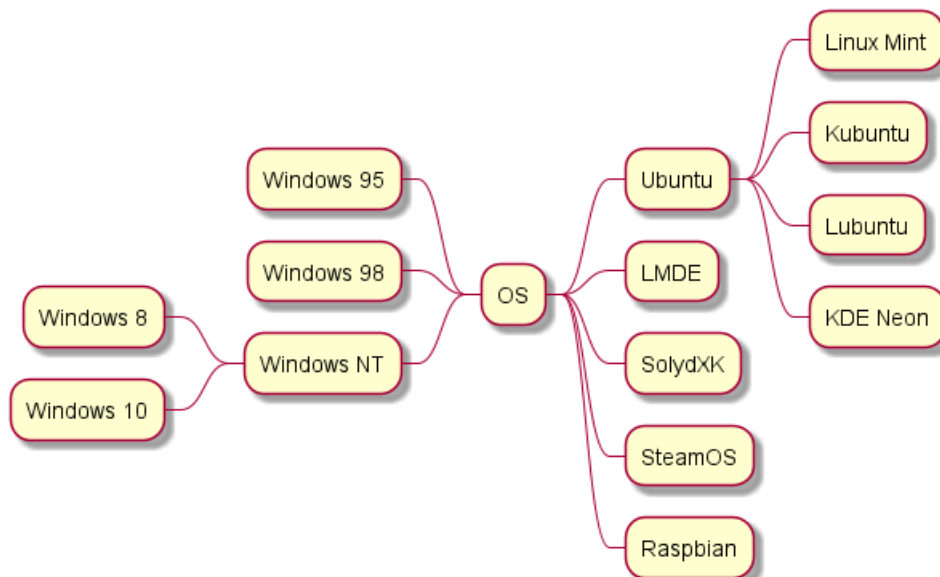 Linux Mint
Kubuntu
Windows 95
Ubuntu
Lubuntu
Windows 98
OS
LMDE
Windows 8
KDE Neon
Windows NT
SolydXK
Windows 10
SteamOS
Raspbian